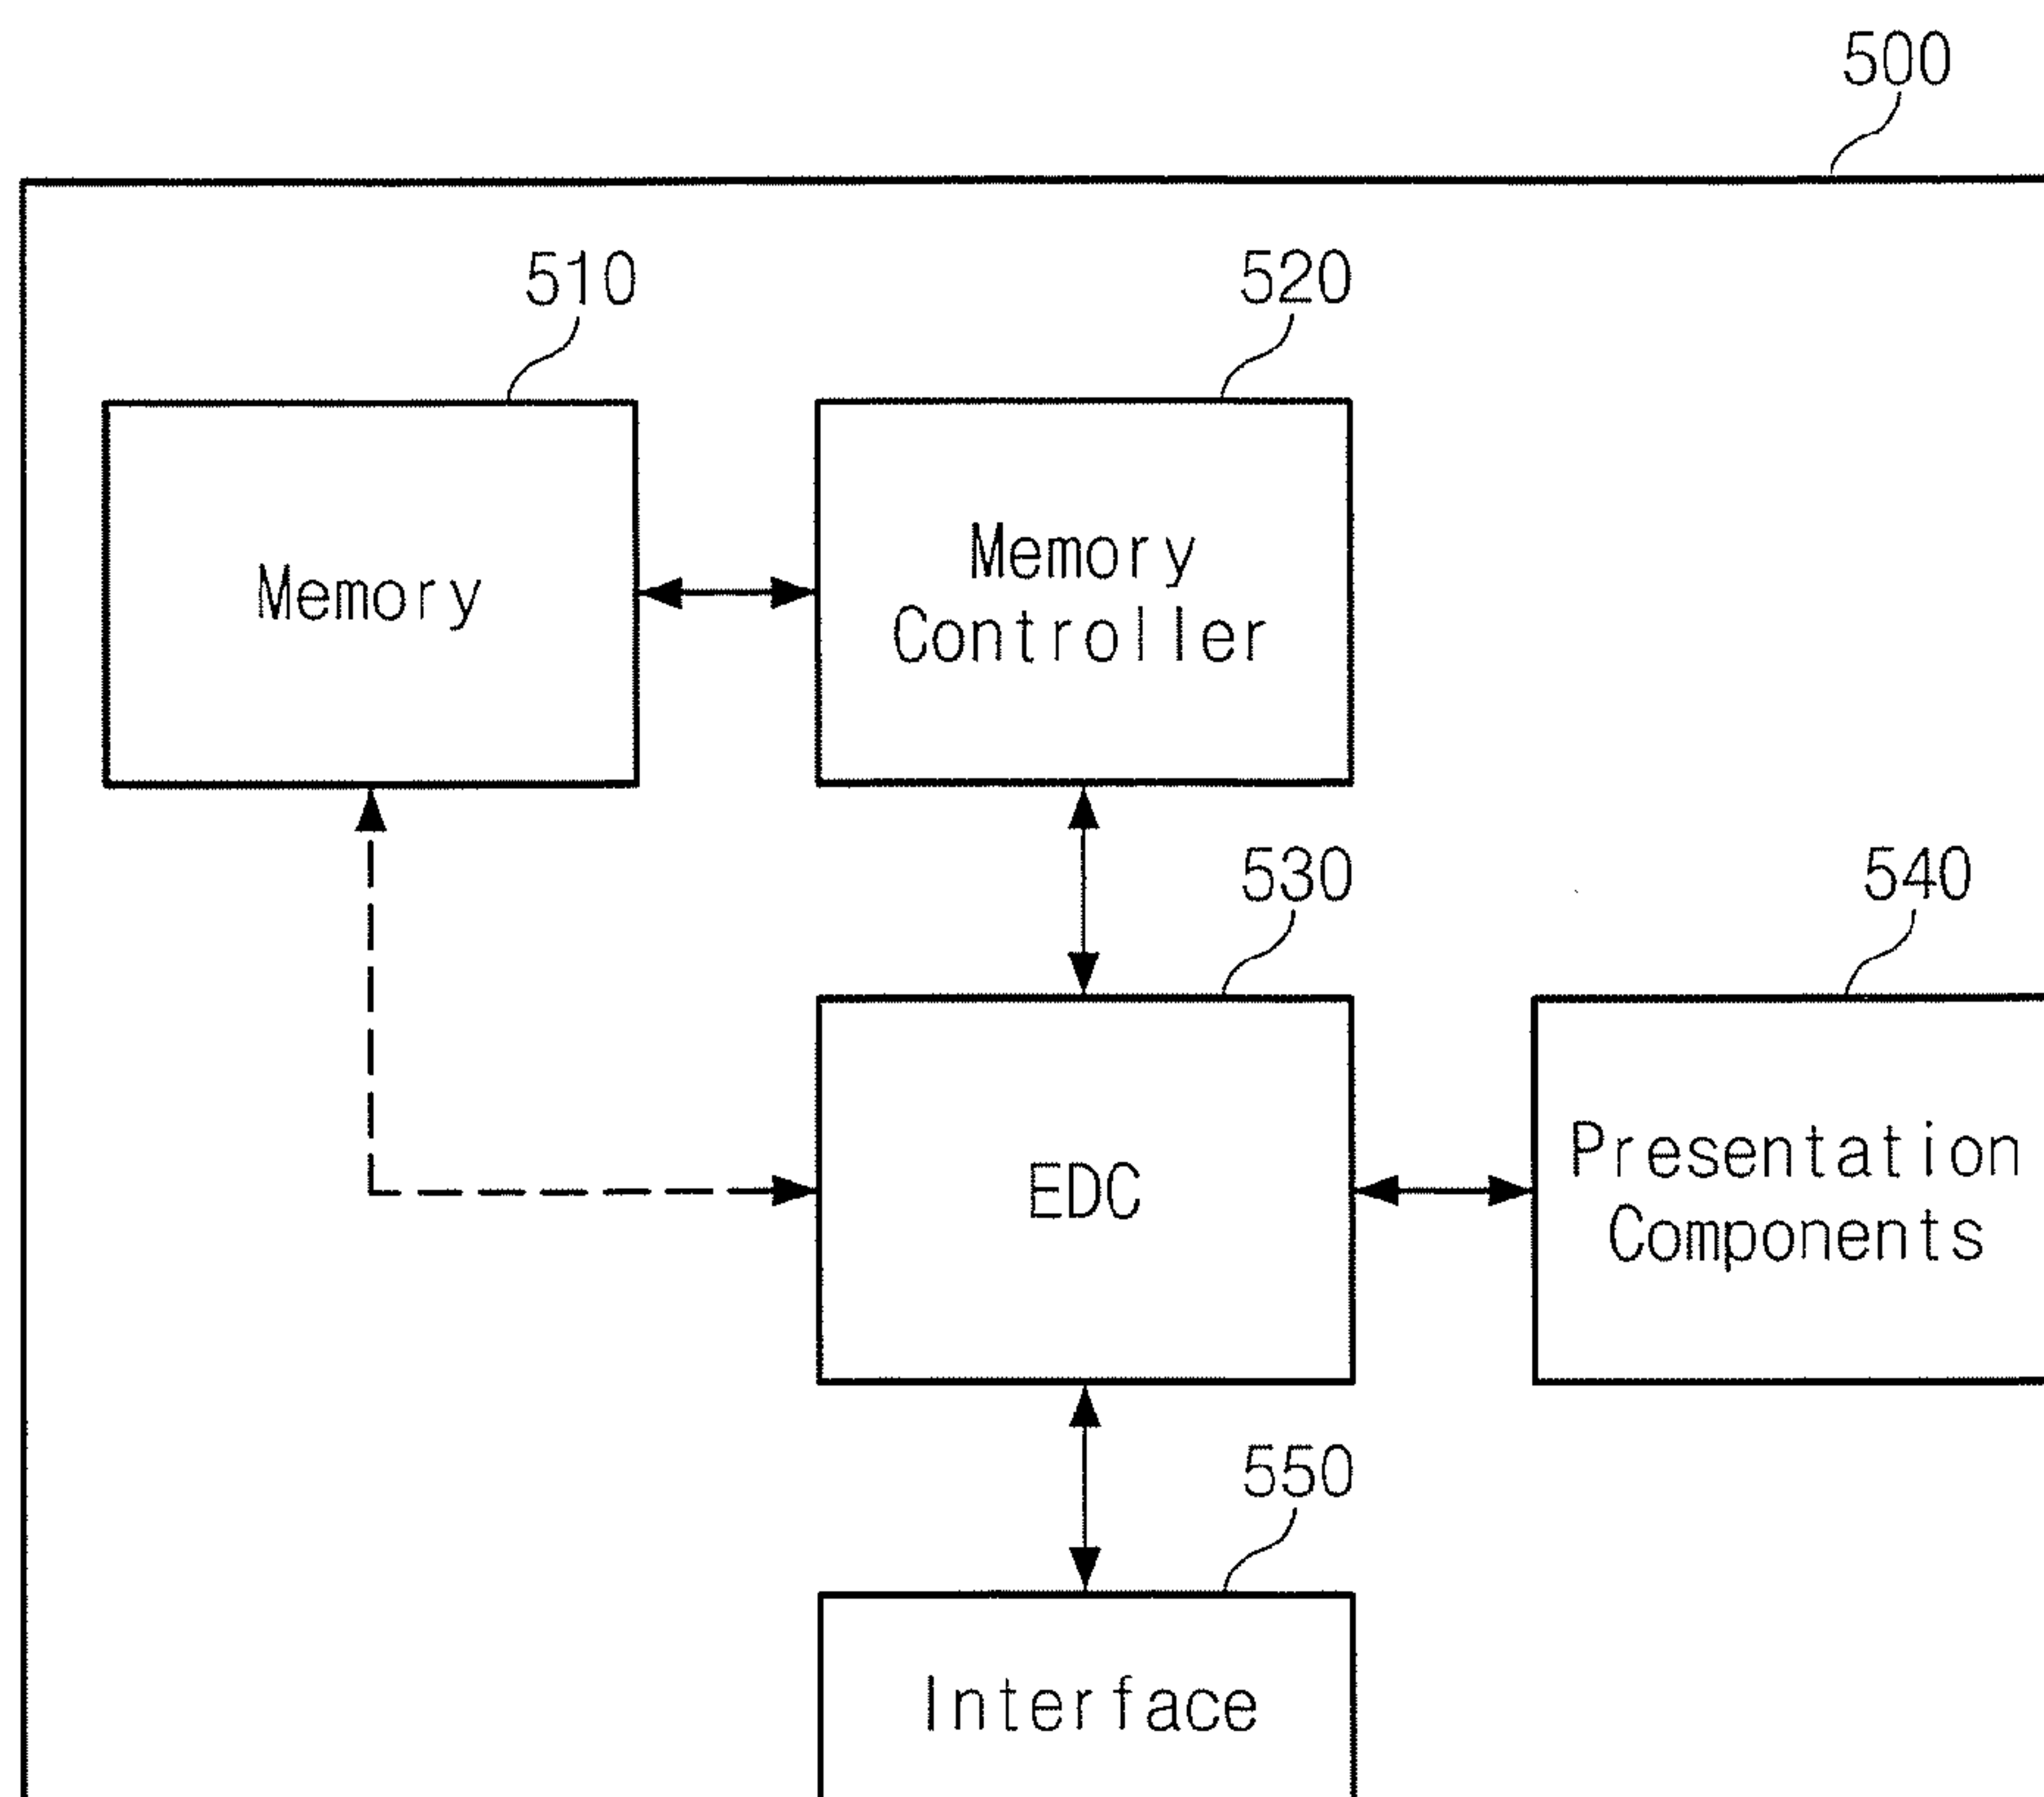 500
510
520
Memory
Memory
Controller
530
540
EDC
Presentation
Components
550
Interface